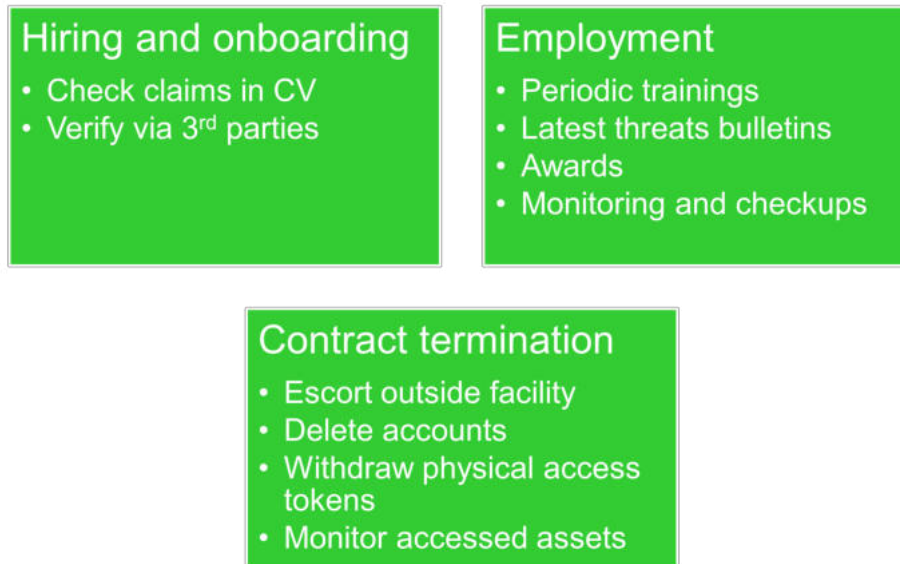 Hiring and onboarding
• Check claims in CV
• Verify via 3rd parties
Employment
• Periodic trainings
• Latest threats bulletins
• Awards
• Monitoring and checkups
Contract termination
• Escort outside facility
• Delete accounts
• Withdraw physical access
tokens
• Monitor accessed assets